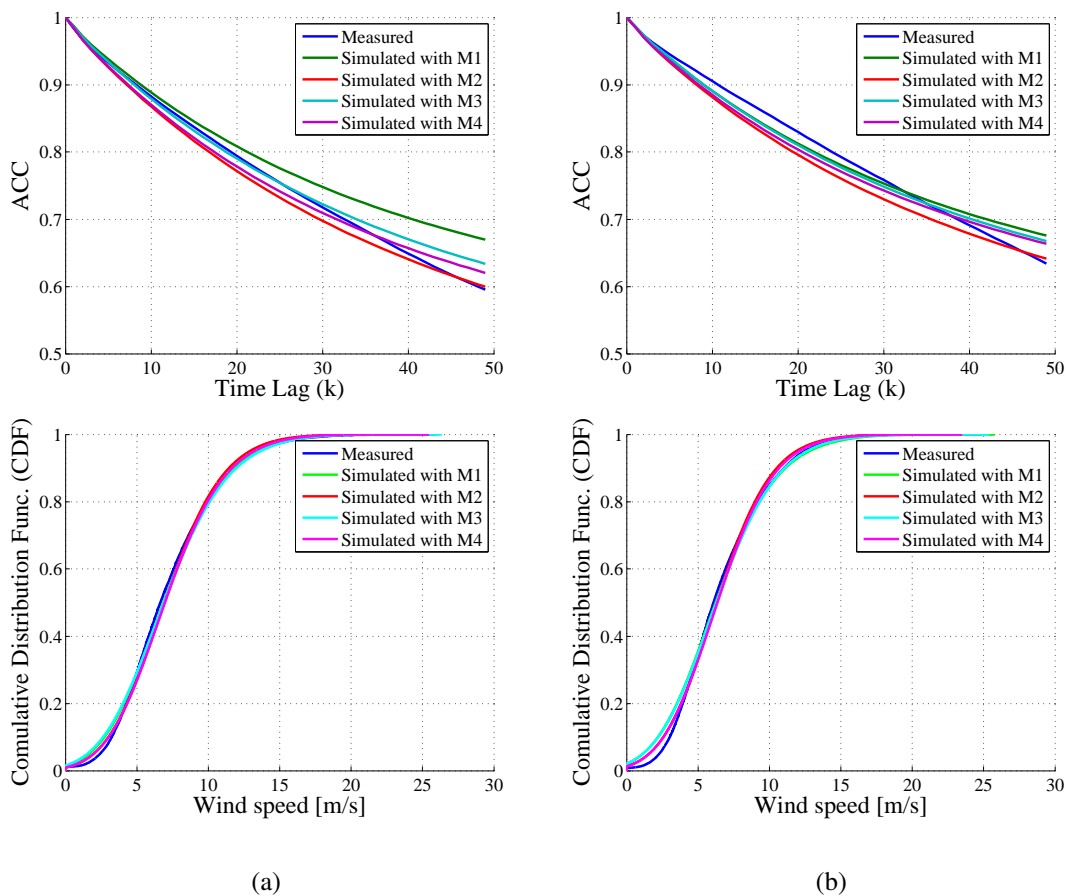 1
0.9
0.8
0.7
0.6
0.5
ACC
0 10 20 30 40 50
Time Lag (k)
Measured
Simulated with M1
Simulated with M2
Simulated with M3
Simulated with M4
1
0.9
0.8
0.7
0.6
0.5
ACC
0 10 20 30 40 50
Time Lag (k)
Measured
Simulated with M1
Simulated with M2
Simulated with M3
Simulated with M4
1
0.8
0.6
0.4
0.2
0
Comulative Distribution Func. (CDF)
0 5 10 15 20 25 30
Wind speed [m/s]
Measured
Simulated with M1
Simulated with M2
Simulated with M3
Simulated with M4
1
0.8
0.6
0.4
0.2
0
Comulative Distribution Func. (CDF)
0 5 10 15 20 25 30
Wind speed [m/s]
Measured
Simulated with M1
Simulated with M2
Simulated with M3
Simulated with M4
(a)
(b)